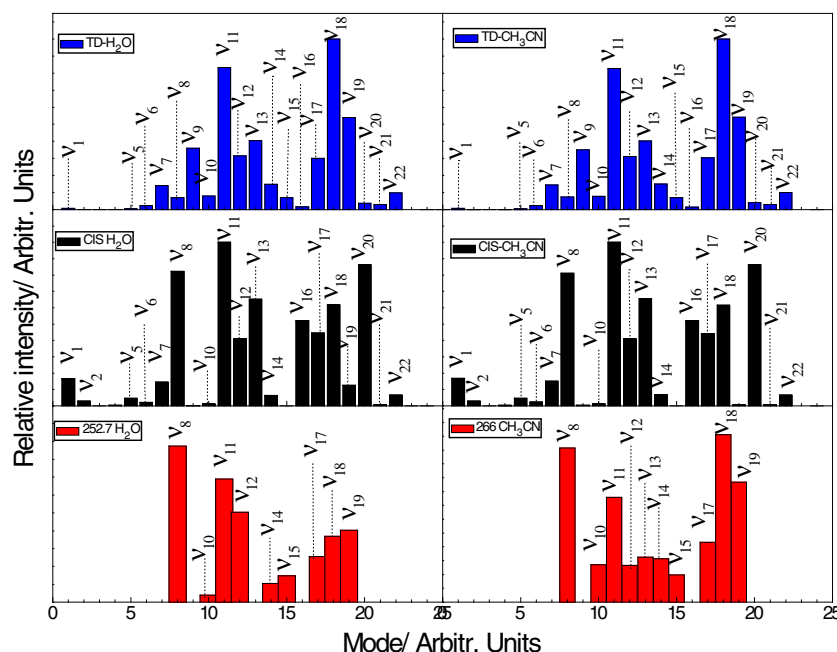 Relative intensity/ Arbitr. Units
TD-H₂O
ν₁ ν₅ ν₆ ν₇ ν₈ ν₉ ν₁₀ ν₁₁ ν₁₂ ν₁₃ ν₁₄ ν₁₅ ν₁₆ ν₁₇ ν₁₈ ν₁₉ ν₂₀ ν₂₁ ν₂₂
TD-CH₃CN
ν₁ ν₅ ν₆ ν₇ ν₈ ν₉ ν₁₀ ν₁₁ ν₁₂ ν₁₃ ν₁₄ ν₁₅ ν₁₆ ν₁₇ ν₁₈ ν₁₉ ν₂₀ ν₂₁ ν₂₂
CIS H₂O
ν₁ ν₂ ν₅ ν₆ ν₇ ν₈ ν₁₀ ν₁₁ ν₁₂ ν₁₃ ν₁₄ ν₁₆ ν₁₇ ν₁₈ ν₁₉ ν₂₀ ν₂₁ ν₂₂
CIS-CH₃CN
ν₁ ν₂ ν₅ ν₆ ν₇ ν₈ ν₁₀ ν₁₁ ν₁₂ ν₁₃ ν₁₄ ν₁₆ ν₁₇ ν₁₈ ν₂₀ ν₂₁ ν₂₂
252.7 H₂O
ν₈ ν₁₀ ν₁₁ ν₁₂ ν₁₄ ν₁₅ ν₁₇ ν₁₈ ν₁₉
266 CH₃CN
ν₈ ν₁₀ ν₁₁ ν₁₂ ν₁₃ ν₁₄ ν₁₅ ν₁₇ ν₁₈ ν₁₉
0 5 10 15 20 5 10 15 20 25
Mode/ Arbitr. Units